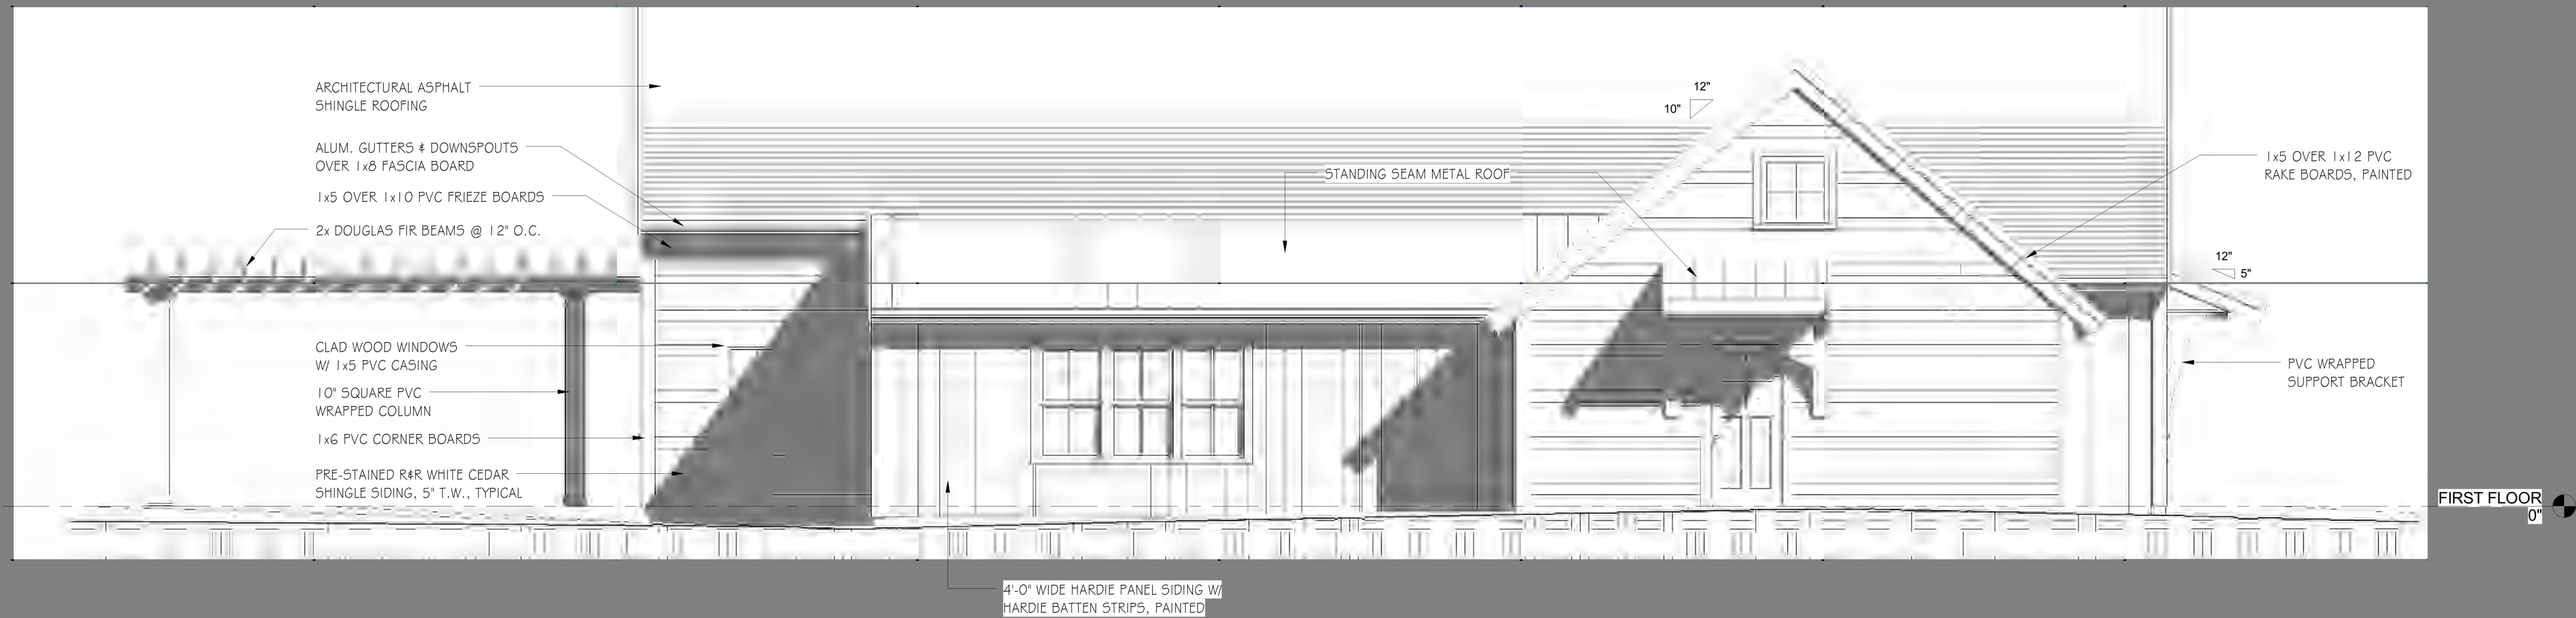 ARCHITECTURAL ASPHALT
SHINGLE ROOFING
ALUM. GUTTERS & DOWNSPOUTS
OVER 1x8 FASCIA BOARD
1x5 OVER 1x10 PVC FRIEZE BOARDS
2x DOUGLAS FIR BEAMS @ 12" O.C.
CLAD WOOD WINDOWS
W/ 1x5 PVC CASING
10" SQUARE PVC
WRAPPED COLUMN
1x6 PVC CORNER BOARDS
PRE-STAINED R&R WHITE CEDAR
SHINGLE SIDING, 5" T.W., TYPICAL
STANDING SEAM METAL ROOF
12"
10"
1x5 OVER 1x12 PVC
RAKE BOARDS, PAINTED
12"
5"
PVC WRAPPED
SUPPORT BRACKET
FIRST FLOOR
0"
4'-0" WIDE HARDIE PANEL SIDING W/
HARDIE BATTEN STRIPS, PAINTED